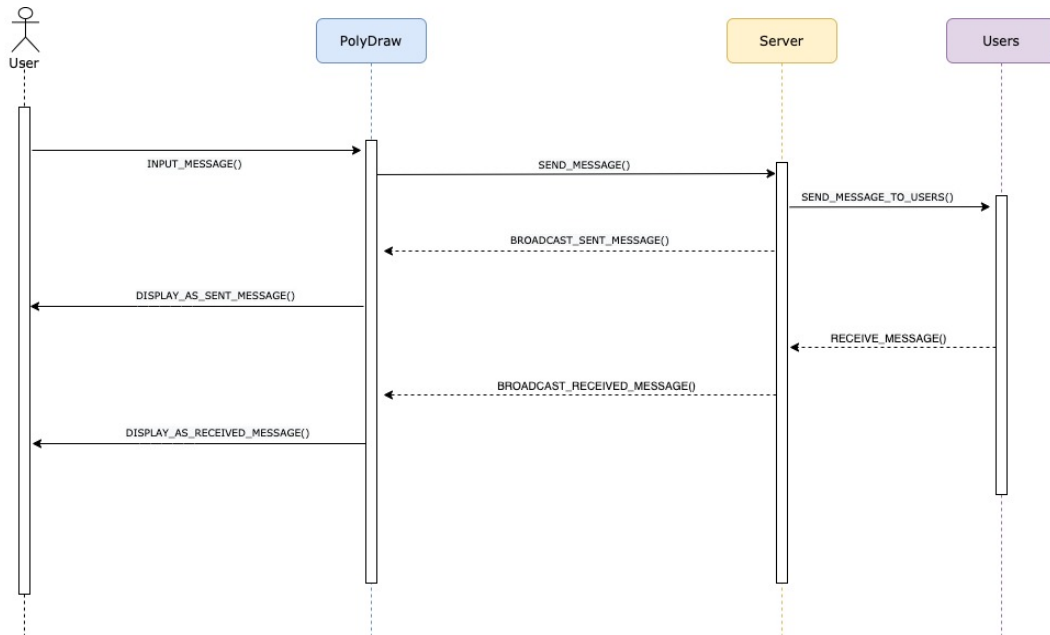 User
PolyDraw
Server
Users
INPUT_MESSAGE()
SEND_MESSAGE()
SEND_MESSAGE_TO_USERS()
BROADCAST_SENT_MESSAGE()
DISPLAY_AS_SENT_MESSAGE()
RECEIVE_MESSAGE()
BROADCAST_RECEIVED_MESSAGE()
DISPLAY_AS_RECEIVED_MESSAGE()